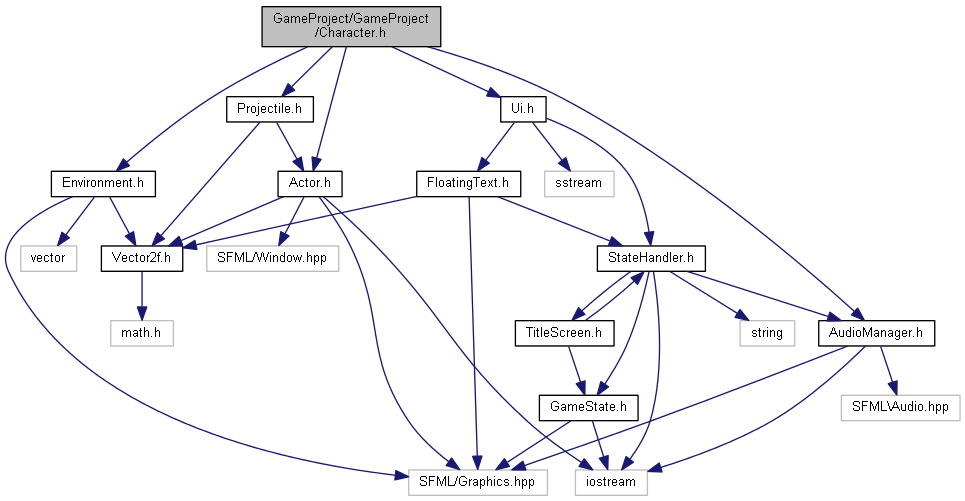 GameProject/GameProject
/Character.h
Projectile.h
Ui.h
Environment.h
Actor.h
FloatingText.h
sstream
vector
Vector2f.h
SFML/Window.hpp
StateHandler.h
math.h
TitleScreen.h
string
AudioManager.h
GameState.h
SFML\Audio.hpp
SFML/Graphics.hpp
iostream